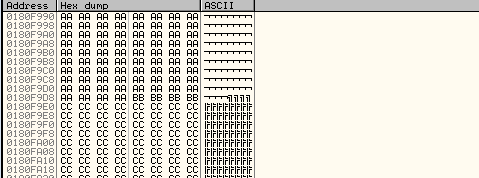 Address Hex dump ASCII
0180F990 AA AA AA AA AA AA AA AA ¬¬¬¬¬¬¬¬
0180F998 AA AA AA AA AA AA AA AA ¬¬¬¬¬¬¬¬
0180F9A0 AA AA AA AA AA AA AA AA ¬¬¬¬¬¬¬¬
0180F9A8 AA AA AA AA AA AA AA AA ¬¬¬¬¬¬¬¬
0180F9B0 AA AA AA AA AA AA AA AA ¬¬¬¬¬¬¬¬
0180F9B8 AA AA AA AA AA AA AA AA ¬¬¬¬¬¬¬¬
0180F9C0 AA AA AA AA AA AA AA AA ¬¬¬¬¬¬¬¬
0180F9C8 AA AA AA AA AA AA AA AA ¬¬¬¬¬¬¬¬
0180F9D0 AA AA AA AA AA AA AA AA ¬¬¬¬¬¬¬¬
0180F9D8 AA AA AA AA BB BB BB BB ¬¬¬¬╗╗╗╗
0180F9E0 CC CC CC CC CC CC CC CC ╠╠╠╠╠╠╠╠
0180F9E8 CC CC CC CC CC CC CC CC ╠╠╠╠╠╠╠╠
0180F9F0 CC CC CC CC CC CC CC CC ╠╠╠╠╠╠╠╠
0180F9F8 CC CC CC CC CC CC CC CC ╠╠╠╠╠╠╠╠
0180FA00 CC CC CC CC CC CC CC CC ╠╠╠╠╠╠╠╠
0180FA08 CC CC CC CC CC CC CC CC ╠╠╠╠╠╠╠╠
0180FA10 CC CC CC CC CC CC CC CC ╠╠╠╠╠╠╠╠
0180FA18 CC CC CC CC CC CC CC CC ╠╠╠╠╠╠╠╠